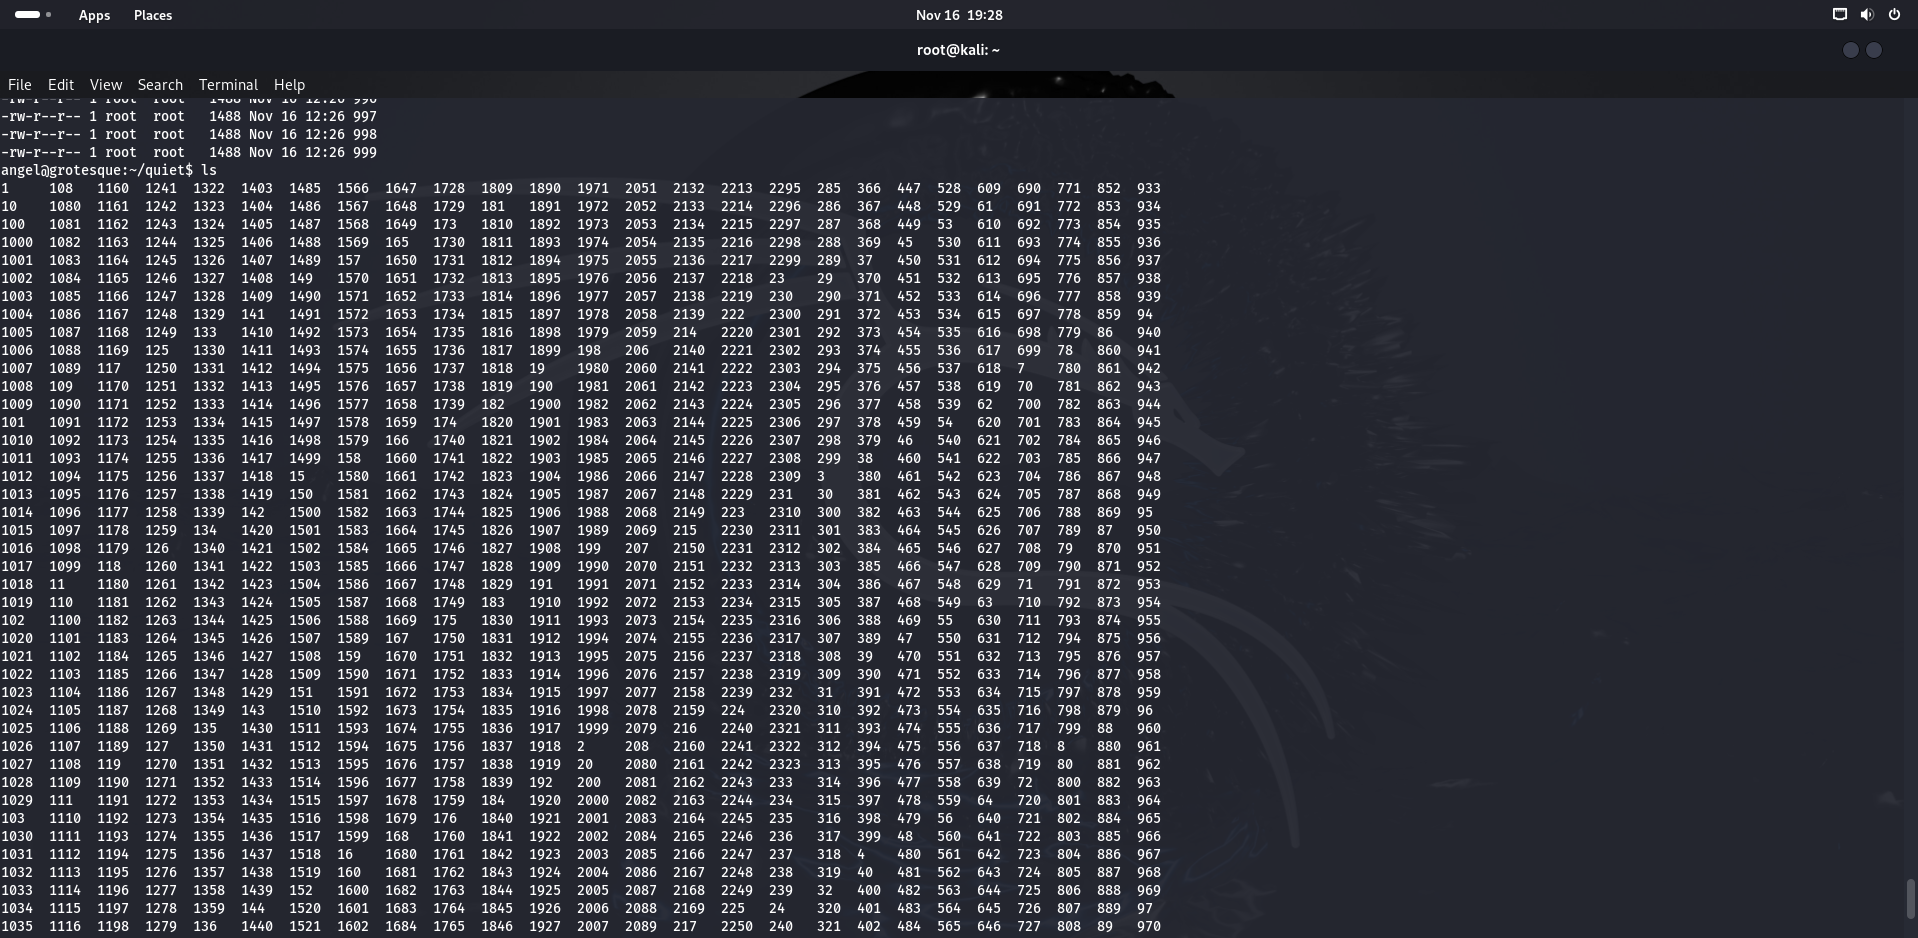 Apps Places Nov 16 19:28
root@kali: ~
File Edit View Search Terminal Help
-rw-r--r-- 1 root  root   1488 Nov 16 12:26 996
-rw-r--r-- 1 root  root   1488 Nov 16 12:26 997
-rw-r--r-- 1 root  root   1488 Nov 16 12:26 998
-rw-r--r-- 1 root  root   1488 Nov 16 12:26 999
angel@grotesque:~/quiet$ ls
1 108 1160 1241 1322 1403 1485 1566 1647 1728 1809 1890 1971 2051 2132 2213 2295 285 366 447 528 609 690 771 852 933
10 1080 1161 1242 1323 1404 1486 1567 1648 1729 181 1891 1972 2052 2133 2214 2296 286 367 448 529 61 691 772 853 934
100 1081 1162 1243 1324 1405 1487 1568 1649 173 1810 1892 1973 2053 2134 2215 2297 287 368 449 53 610 692 773 854 935
1000 1082 1163 1244 1325 1406 1488 1569 165 1730 1811 1893 1974 2054 2135 2216 2298 288 369 45 530 611 693 774 855 936
1001 1083 1164 1245 1326 1407 1489 157 1650 1731 1812 1894 1975 2055 2136 2217 2299 289 37 450 531 612 694 775 856 937
1002 1084 1165 1246 1327 1408 149 1570 1651 1732 1813 1895 1976 2056 2137 2218 23 29 370 451 532 613 695 776 857 938
1003 1085 1166 1247 1328 1409 1490 1571 1652 1733 1814 1896 1977 2057 2138 2219 230 290 371 452 533 614 696 777 858 939
1004 1086 1167 1248 1329 141 1491 1572 1653 1734 1815 1897 1978 2058 2139 222 2300 291 372 453 534 615 697 778 859 94
1005 1087 1168 1249 133 1410 1492 1573 1654 1735 1816 1898 1979 2059 214 2220 2301 292 373 454 535 616 698 779 86 940
1006 1088 1169 125 1330 1411 1493 1574 1655 1736 1817 1899 198 206 2140 2221 2302 293 374 455 536 617 699 78 860 941
1007 1089 117 1250 1331 1412 1494 1575 1656 1737 1818 19 1980 2060 2141 2222 2303 294 375 456 537 618 7 780 861 942
1008 109 1170 1251 1332 1413 1495 1576 1657 1738 1819 190 1981 2061 2142 2223 2304 295 376 457 538 619 70 781 862 943
1009 1090 1171 1252 1333 1414 1496 1577 1658 1739 182 1900 1982 2062 2143 2224 2305 296 377 458 539 62 700 782 863 944
101 1091 1172 1253 1334 1415 1497 1578 1659 174 1820 1901 1983 2063 2144 2225 2306 297 378 459 54 620 701 783 864 945
1010 1092 1173 1254 1335 1416 1498 1579 166 1740 1821 1902 1984 2064 2145 2226 2307 298 379 46 540 621 702 784 865 946
1011 1093 1174 1255 1336 1417 1499 158 1660 1741 1822 1903 1985 2065 2146 2227 2308 299 38 460 541 622 703 785 866 947
1012 1094 1175 1256 1337 1418 15 1580 1661 1742 1823 1904 1986 2066 2147 2228 2309 3 380 461 542 623 704 786 867 948
1013 1095 1176 1257 1338 1419 150 1581 1662 1743 1824 1905 1987 2067 2148 2229 231 30 381 462 543 624 705 787 868 949
1014 1096 1177 1258 1339 142 1500 1582 1663 1744 1825 1906 1988 2068 2149 223 2310 300 382 463 544 625 706 788 869 95
1015 1097 1178 1259 134 1420 1501 1583 1664 1745 1826 1907 1989 2069 215 2230 2311 301 383 464 545 626 707 789 87 950
1016 1098 1179 126 1340 1421 1502 1584 1665 1746 1827 1908 199 207 2150 2231 2312 302 384 465 546 627 708 79 870 951
1017 1099 118 1260 1341 1422 1503 1585 1666 1747 1828 1909 1990 2070 2151 2232 2313 303 385 466 547 628 709 790 871 952
1018 11 1180 1261 1342 1423 1504 1586 1667 1748 1829 191 1991 2071 2152 2233 2314 304 386 467 548 629 71 791 872 953
1019 110 1181 1262 1343 1424 1505 1587 1668 1749 183 1910 1992 2072 2153 2234 2315 305 387 468 549 63 710 792 873 954
102 1100 1182 1263 1344 1425 1506 1588 1669 175 1830 1911 1993 2073 2154 2235 2316 306 388 469 55 630 711 793 874 955
1020 1101 1183 1264 1345 1426 1507 1589 167 1750 1831 1912 1994 2074 2155 2236 2317 307 389 47 550 631 712 794 875 956
1021 1102 1184 1265 1346 1427 1508 159 1670 1751 1832 1913 1995 2075 2156 2237 2318 308 39 470 551 632 713 795 876 957
1022 1103 1185 1266 1347 1428 1509 1590 1671 1752 1833 1914 1996 2076 2157 2238 2319 309 390 471 552 633 714 796 877 958
1023 1104 1186 1267 1348 1429 151 1591 1672 1753 1834 1915 1997 2077 2158 2239 232 31 391 472 553 634 715 797 878 959
1024 1105 1187 1268 1349 143 1510 1592 1673 1754 1835 1916 1998 2078 2159 224 2320 310 392 473 554 635 716 798 879 96
1025 1106 1188 1269 135 1430 1511 1593 1674 1755 1836 1917 1999 2079 216 2240 2321 311 393 474 555 636 717 799 88 960
1026 1107 1189 127 1350 1431 1512 1594 1675 1756 1837 1918 2 208 2160 2241 2322 312 394 475 556 637 718 8 880 961
1027 1108 119 1270 1351 1432 1513 1595 1676 1757 1838 1919 20 2080 2161 2242 2323 313 395 476 557 638 719 80 881 962
1028 1109 1190 1271 1352 1433 1514 1596 1677 1758 1839 192 200 2081 2162 2243 233 314 396 477 558 639 72 800 882 963
1029 111 1191 1272 1353 1434 1515 1597 1678 1759 184 1920 2000 2082 2163 2244 234 315 397 478 559 64 720 801 883 964
103 1110 1192 1273 1354 1435 1516 1598 1679 176 1840 1921 2001 2083 2164 2245 235 316 398 479 56 640 721 802 884 965
1030 1111 1193 1274 1355 1436 1517 1599 168 1760 1841 1922 2002 2084 2165 2246 236 317 399 48 560 641 722 803 885 966
1031 1112 1194 1275 1356 1437 1518 16 1680 1761 1842 1923 2003 2085 2166 2247 237 318 4 480 561 642 723 804 886 967
1032 1113 1195 1276 1357 1438 1519 160 1681 1762 1843 1924 2004 2086 2167 2248 238 319 40 481 562 643 724 805 887 968
1033 1114 1196 1277 1358 1439 152 1600 1682 1763 1844 1925 2005 2087 2168 2249 239 32 400 482 563 644 725 806 888 969
1034 1115 1197 1278 1359 144 1520 1601 1683 1764 1845 1926 2006 2088 2169 225 24 320 401 483 564 645 726 807 889 97
1035 1116 1198 1279 136 1440 1521 1602 1684 1765 1846 1927 2007 2089 217 2250 240 321 402 484 565 646 727 808 89 970